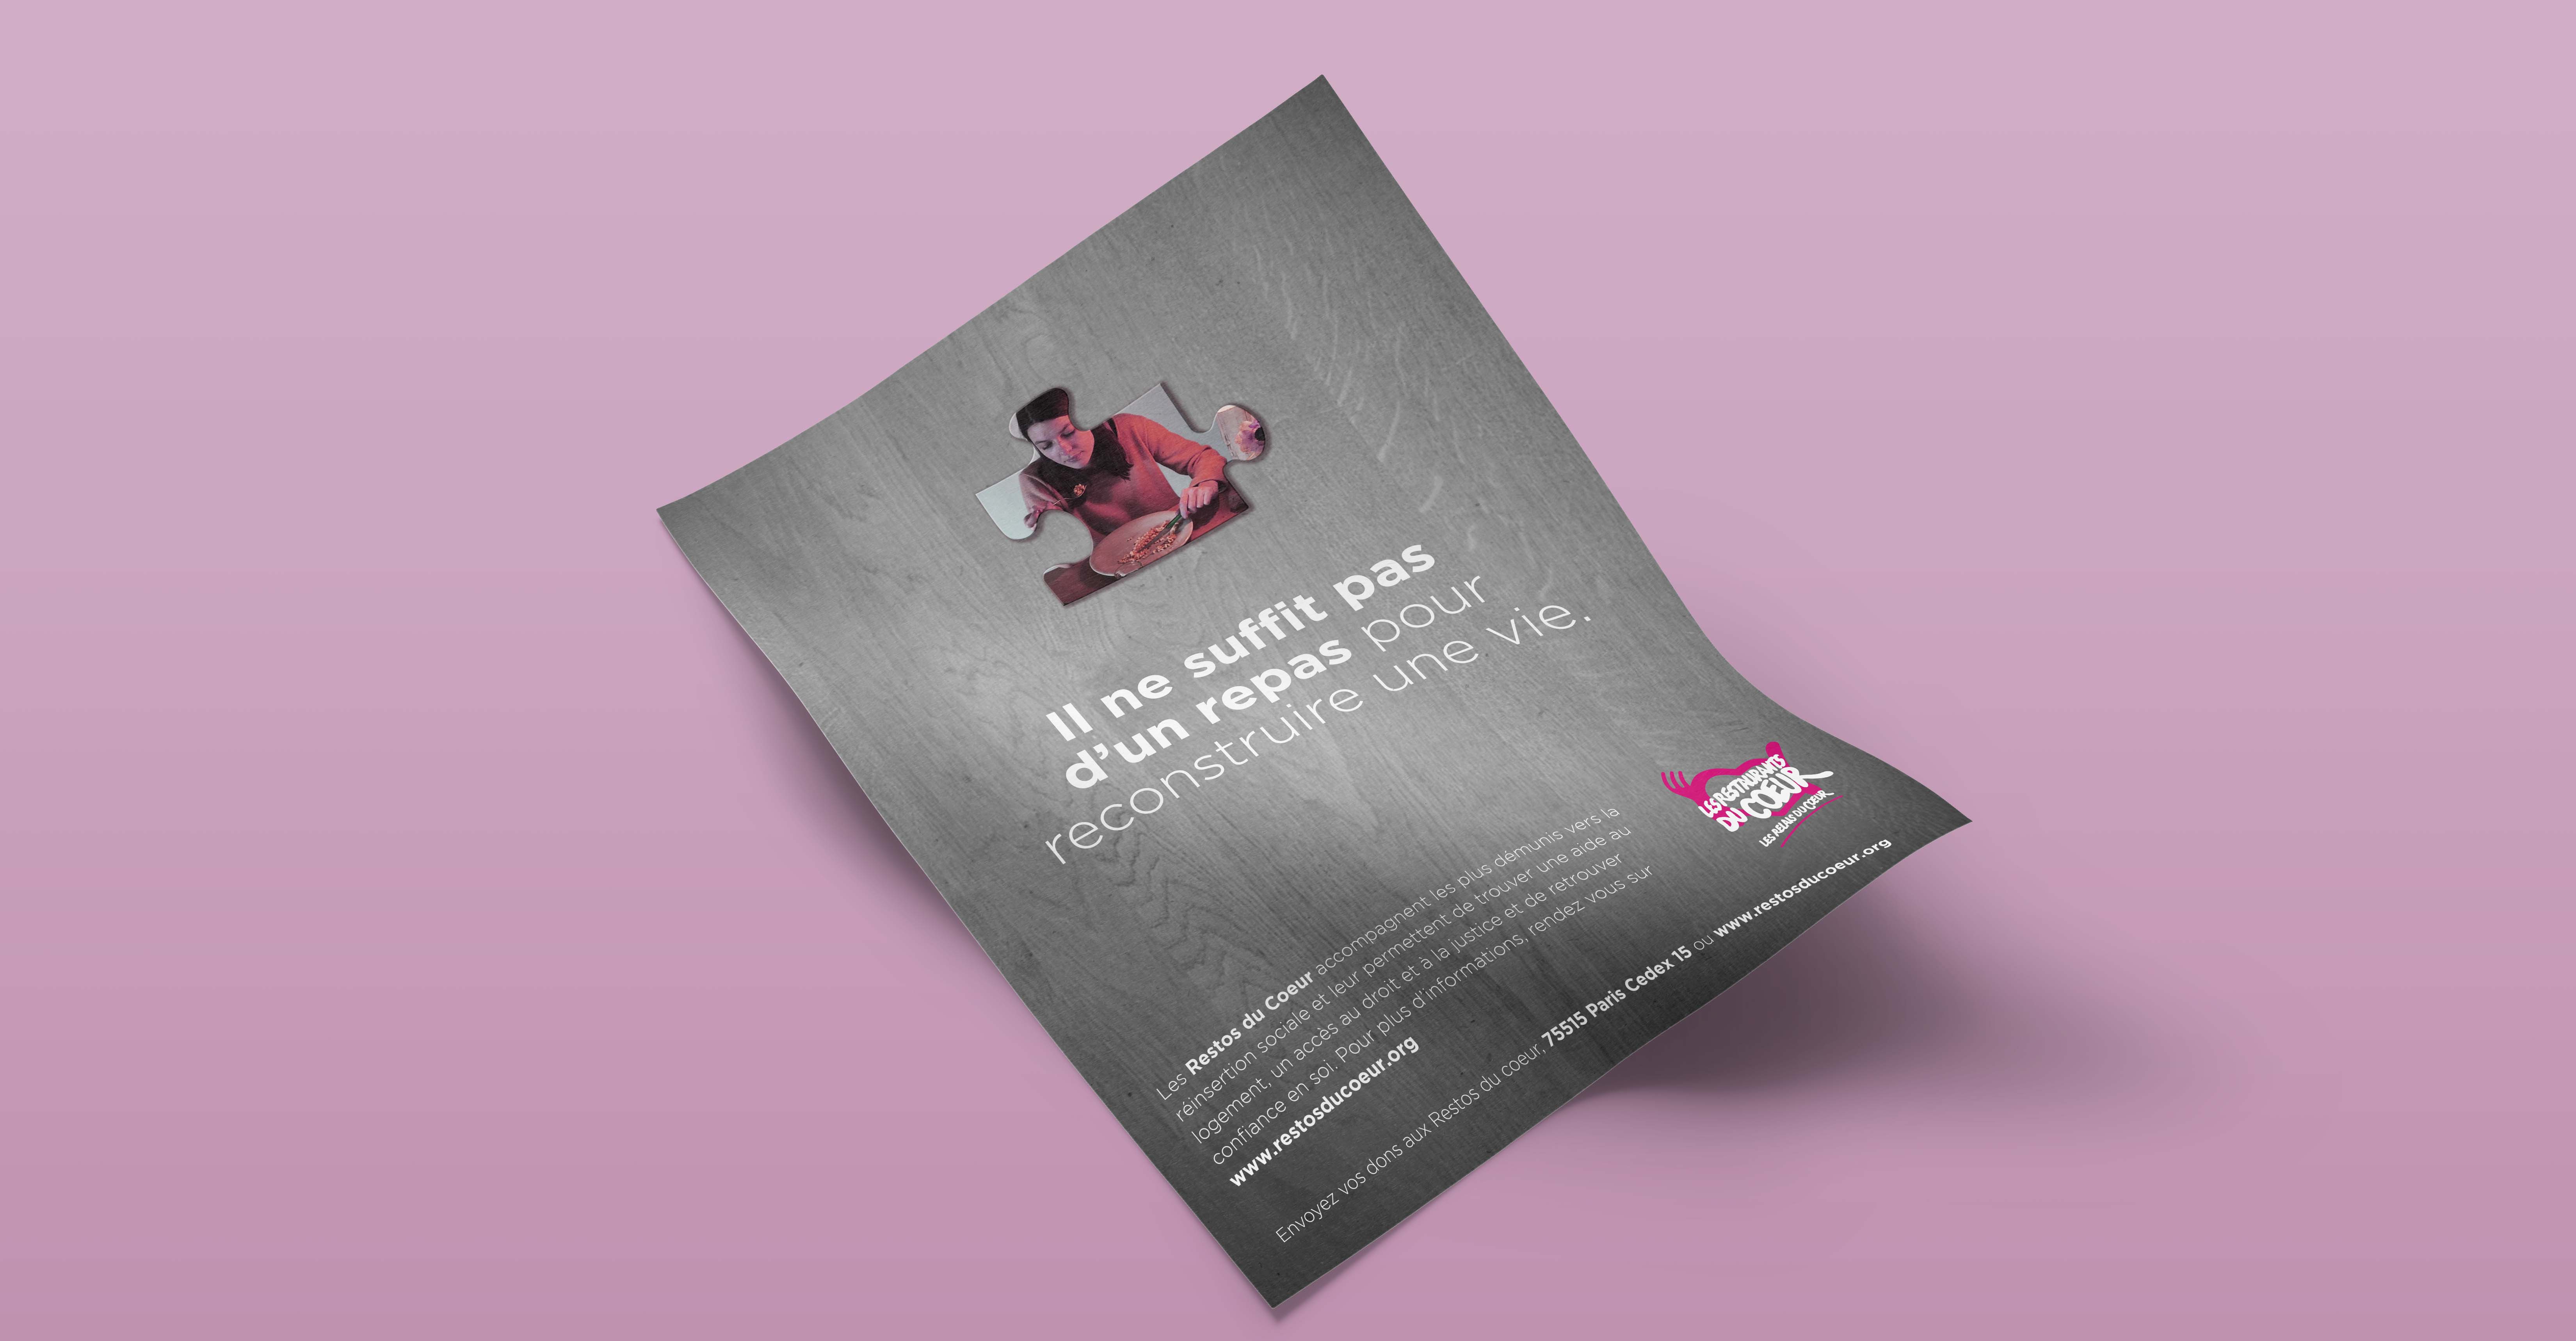 Il ne suffit pas
d'un repas pour
reconstruire une vie.
LES RESTAURANTS
DU COEUR
LES RELAIS DU COEUR
Les Restos du Coeur accompagnent les plus démunis vers la
réinsertion sociale et leur permettent de trouver une aide au
logement, un accès au droit et à la justice et de retrouver
confiance en soi. Pour plus d'informations, rendez vous sur
www.restosducoeur.org
Envoyez vos dons aux Restos du coeur, 75515 Paris Cedex 15 ou www.restosducoeur.org